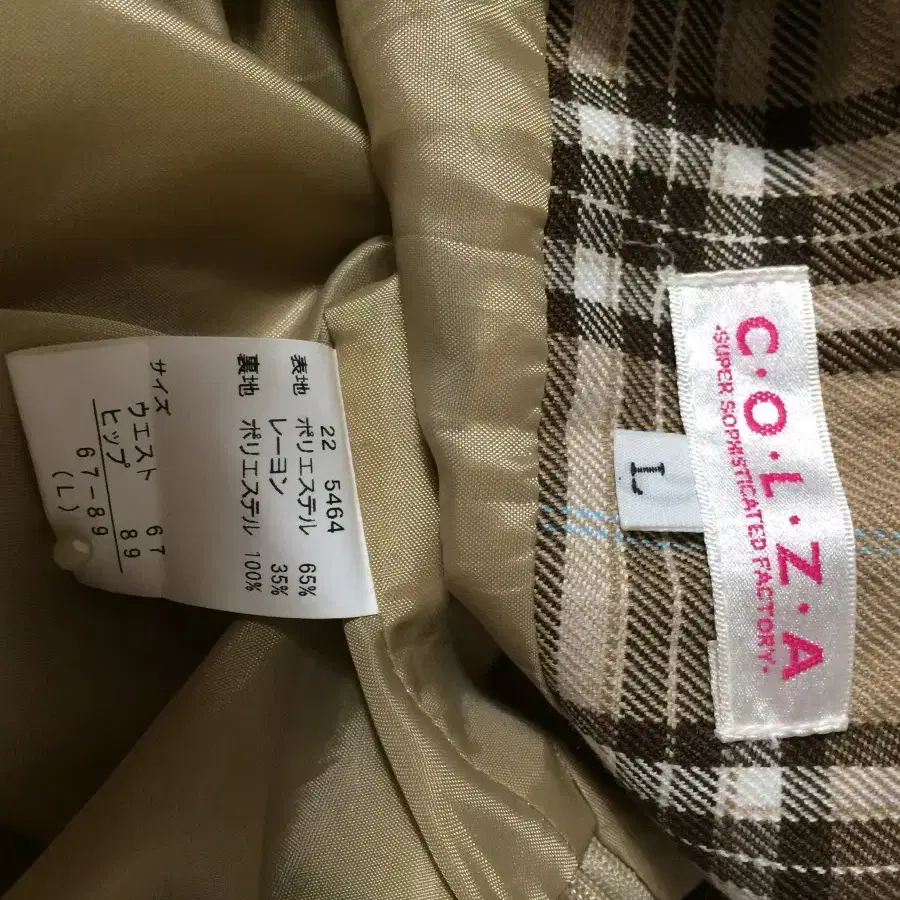 22 5464
表地 ポリエステル 65%
レーヨン 35%
裏地 ポリエステル 100%
サイズ
ウエスト 67
ヒップ 89
67-89
(L)
L
C・O・L・Z・A
・SUPER SOPHISTICATED FACTORY・